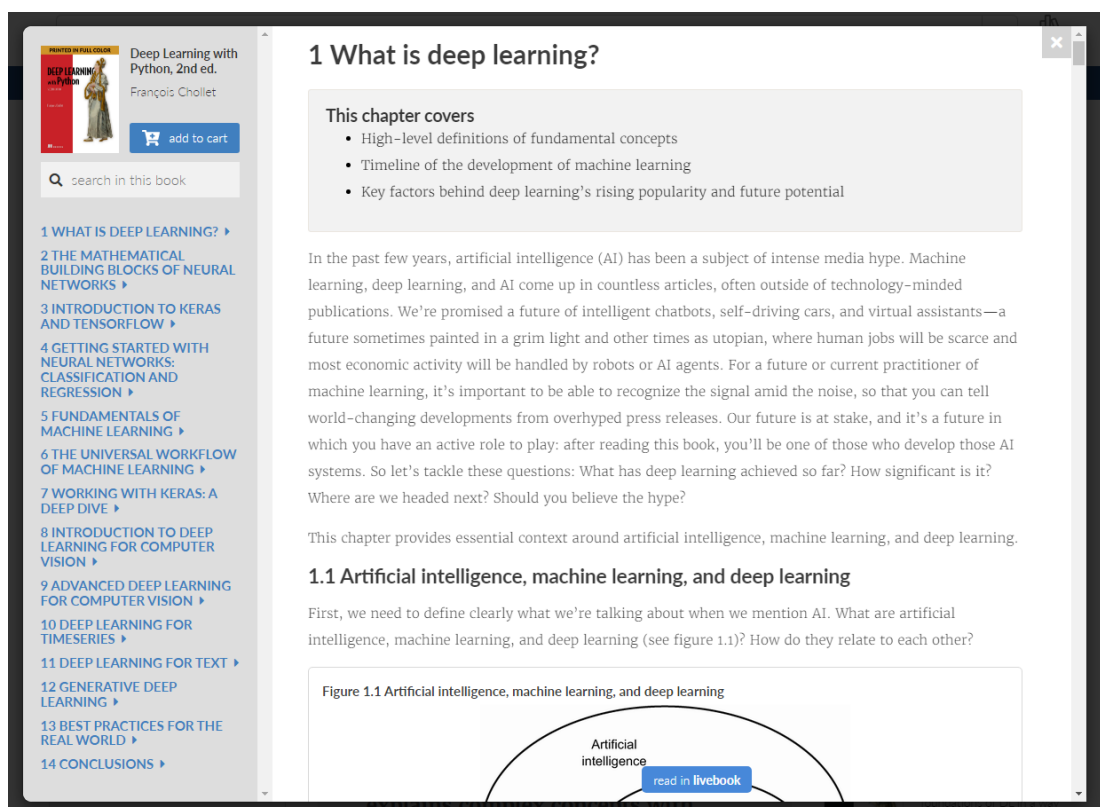 PRINTED IN FULL COLOR
DEEP LEARNING
with Python
Deep Learning with
Python, 2nd ed.
François Chollet
add to cart
search in this book
1 WHAT IS DEEP LEARNING?
2 THE MATHEMATICAL
BUILDING BLOCKS OF NEURAL
NETWORKS
3 INTRODUCTION TO KERAS
AND TENSORFLOW
4 GETTING STARTED WITH
NEURAL NETWORKS:
CLASSIFICATION AND
REGRESSION
5 FUNDAMENTALS OF
MACHINE LEARNING
6 THE UNIVERSAL WORKFLOW
OF MACHINE LEARNING
7 WORKING WITH KERAS: A
DEEP DIVE
8 INTRODUCTION TO DEEP
LEARNING FOR COMPUTER
VISION
9 ADVANCED DEEP LEARNING
FOR COMPUTER VISION
10 DEEP LEARNING FOR
TIMESERIES
11 DEEP LEARNING FOR TEXT
12 GENERATIVE DEEP
LEARNING
13 BEST PRACTICES FOR THE
REAL WORLD
14 CONCLUSIONS
1 What is deep learning?
This chapter covers
• High-level definitions of fundamental concepts
• Timeline of the development of machine learning
• Key factors behind deep learning’s rising popularity and future potential
In the past few years, artificial intelligence (AI) has been a subject of intense media hype. Machine
learning, deep learning, and AI come up in countless articles, often outside of technology-minded
publications. We’re promised a future of intelligent chatbots, self-driving cars, and virtual assistants—a
future sometimes painted in a grim light and other times as utopian, where human jobs will be scarce and
most economic activity will be handled by robots or AI agents. For a future or current practitioner of
machine learning, it’s important to be able to recognize the signal amid the noise, so that you can tell
world-changing developments from overhyped press releases. Our future is at stake, and it’s a future in
which you have an active role to play: after reading this book, you’ll be one of those who develop those AI
systems. So let’s tackle these questions: What has deep learning achieved so far? How significant is it?
Where are we headed next? Should you believe the hype?
This chapter provides essential context around artificial intelligence, machine learning, and deep learning.
1.1 Artificial intelligence, machine learning, and deep learning
First, we need to define clearly what we’re talking about when we mention AI. What are artificial
intelligence, machine learning, and deep learning (see figure 1.1)? How do they relate to each other?
Figure 1.1 Artificial intelligence, machine learning, and deep learning
Artificial
intelligence
read in livebook